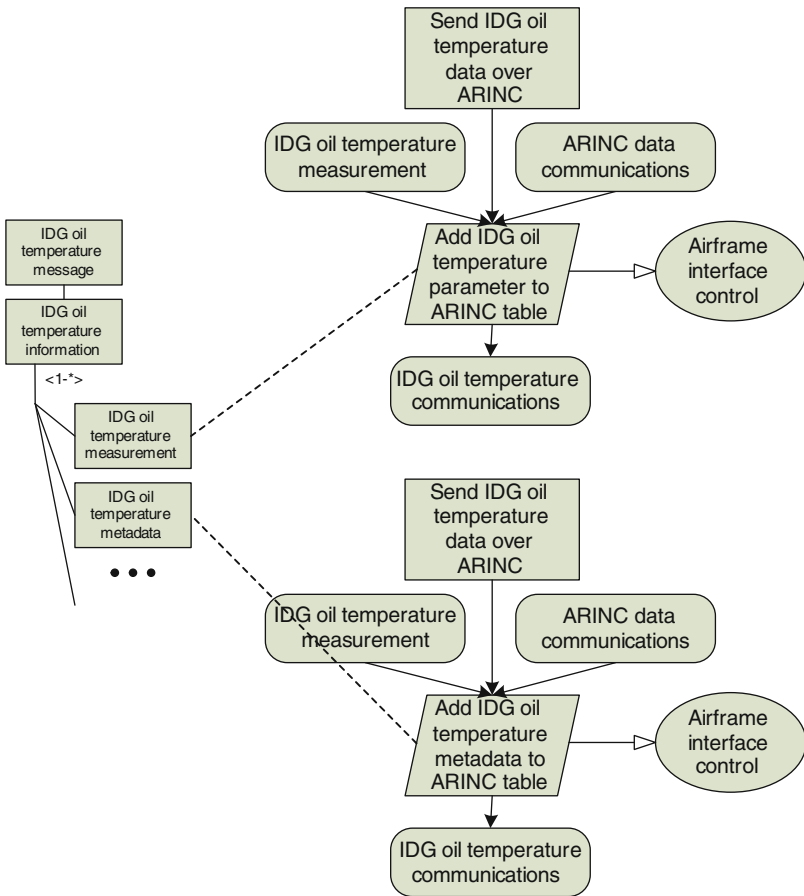 Send IDG oil
temperature
data over
ARINC
IDG oil temperature
measurement
ARINC data
communications
IDG oil
temperature
message
Add IDG oil
temperature
parameter to
ARINC table
Airframe
interface
control
IDG oil
temperature
information
<1-*>
IDG oil temperature
communications
IDG oil
temperature
measurement
IDG oil
temperature
metadata
Send IDG oil
temperature
data over
ARINC
IDG oil temperature
measurement
ARINC data
communications
Add IDG oil
temperature
metadata to
ARINC table
Airframe
interface
control
IDG oil temperature
communications